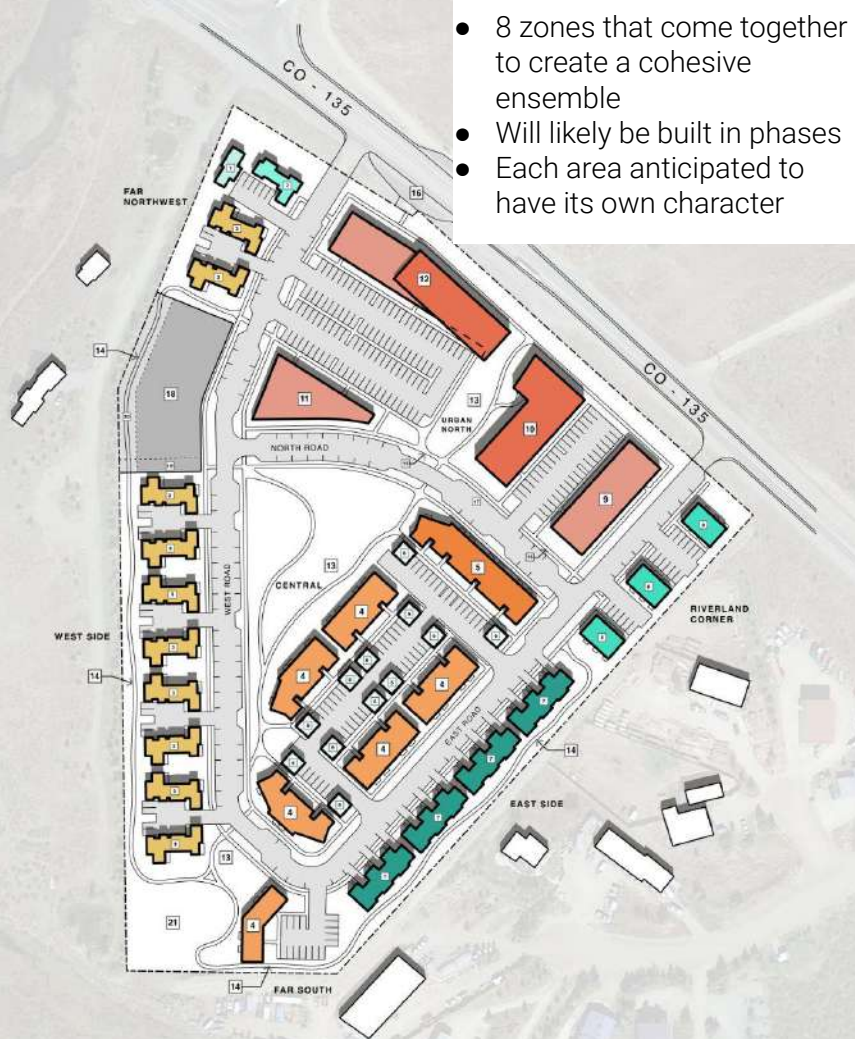 ● 8 zones that come together
to create a cohesive
ensemble
● Will likely be built in phases
● Each area anticipated to
have its own character
CO - 135
16
FAR
NORTHWEST
12
14
18
11
13
CO - 135
URBAN
NORTH
10
NORTH ROAD
9
17
5
13
CENTRAL
WEST ROAD
4
RIVERLAND
CORNER
WEST SIDE
14
4
4
EAST ROAD
4
14
EAST SIDE
4
13
21
4
14
FAR SOUTH